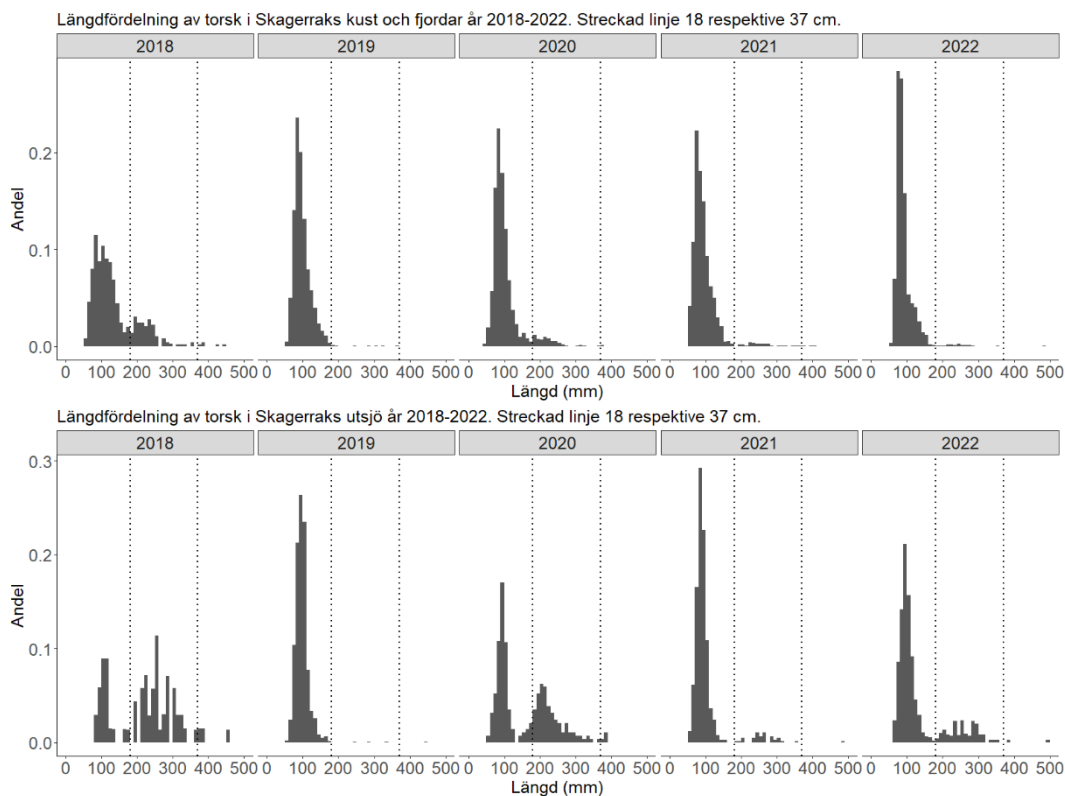 Längdfördelning av torsk i Skagerraks kust och fjordar år 2018-2022. Streckad linje 18 respektive 37 cm.
2018 2019 2020 2021 2022
Andel
0.2
0.1
0.0
0 100 200 300 400 500 0 100 200 300 400 500 0 100 200 300 400 500 0 100 200 300 400 500 0 100 200 300 400 500
Längd (mm)
Längdfördelning av torsk i Skagerraks utsjö år 2018-2022. Streckad linje 18 respektive 37 cm.
2018 2019 2020 2021 2022
Andel
0.3
0.2
0.1
0.0
0 100 200 300 400 500 0 100 200 300 400 500 0 100 200 300 400 500 0 100 200 300 400 500 0 100 200 300 400 500
Längd (mm)